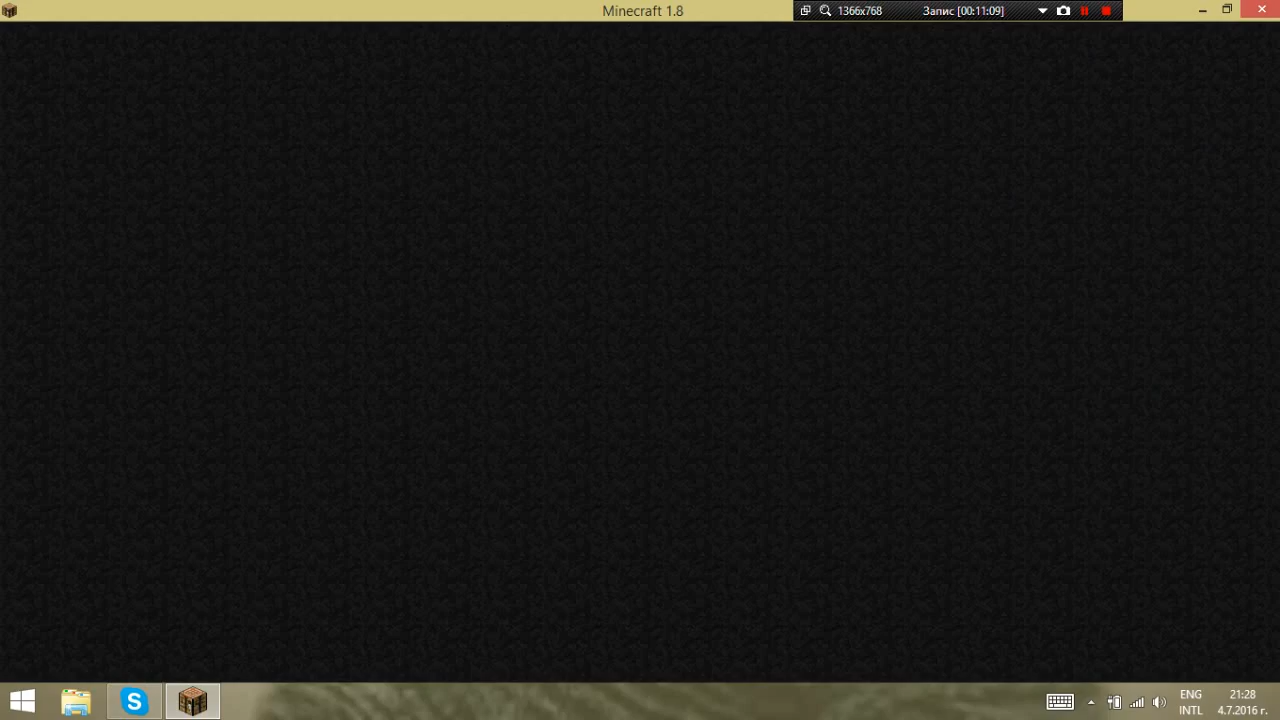 Minecraft 1.8
1366x768
Запис [00:11:09]
S
ENG
INTL
21:28
4.7.2016 г.